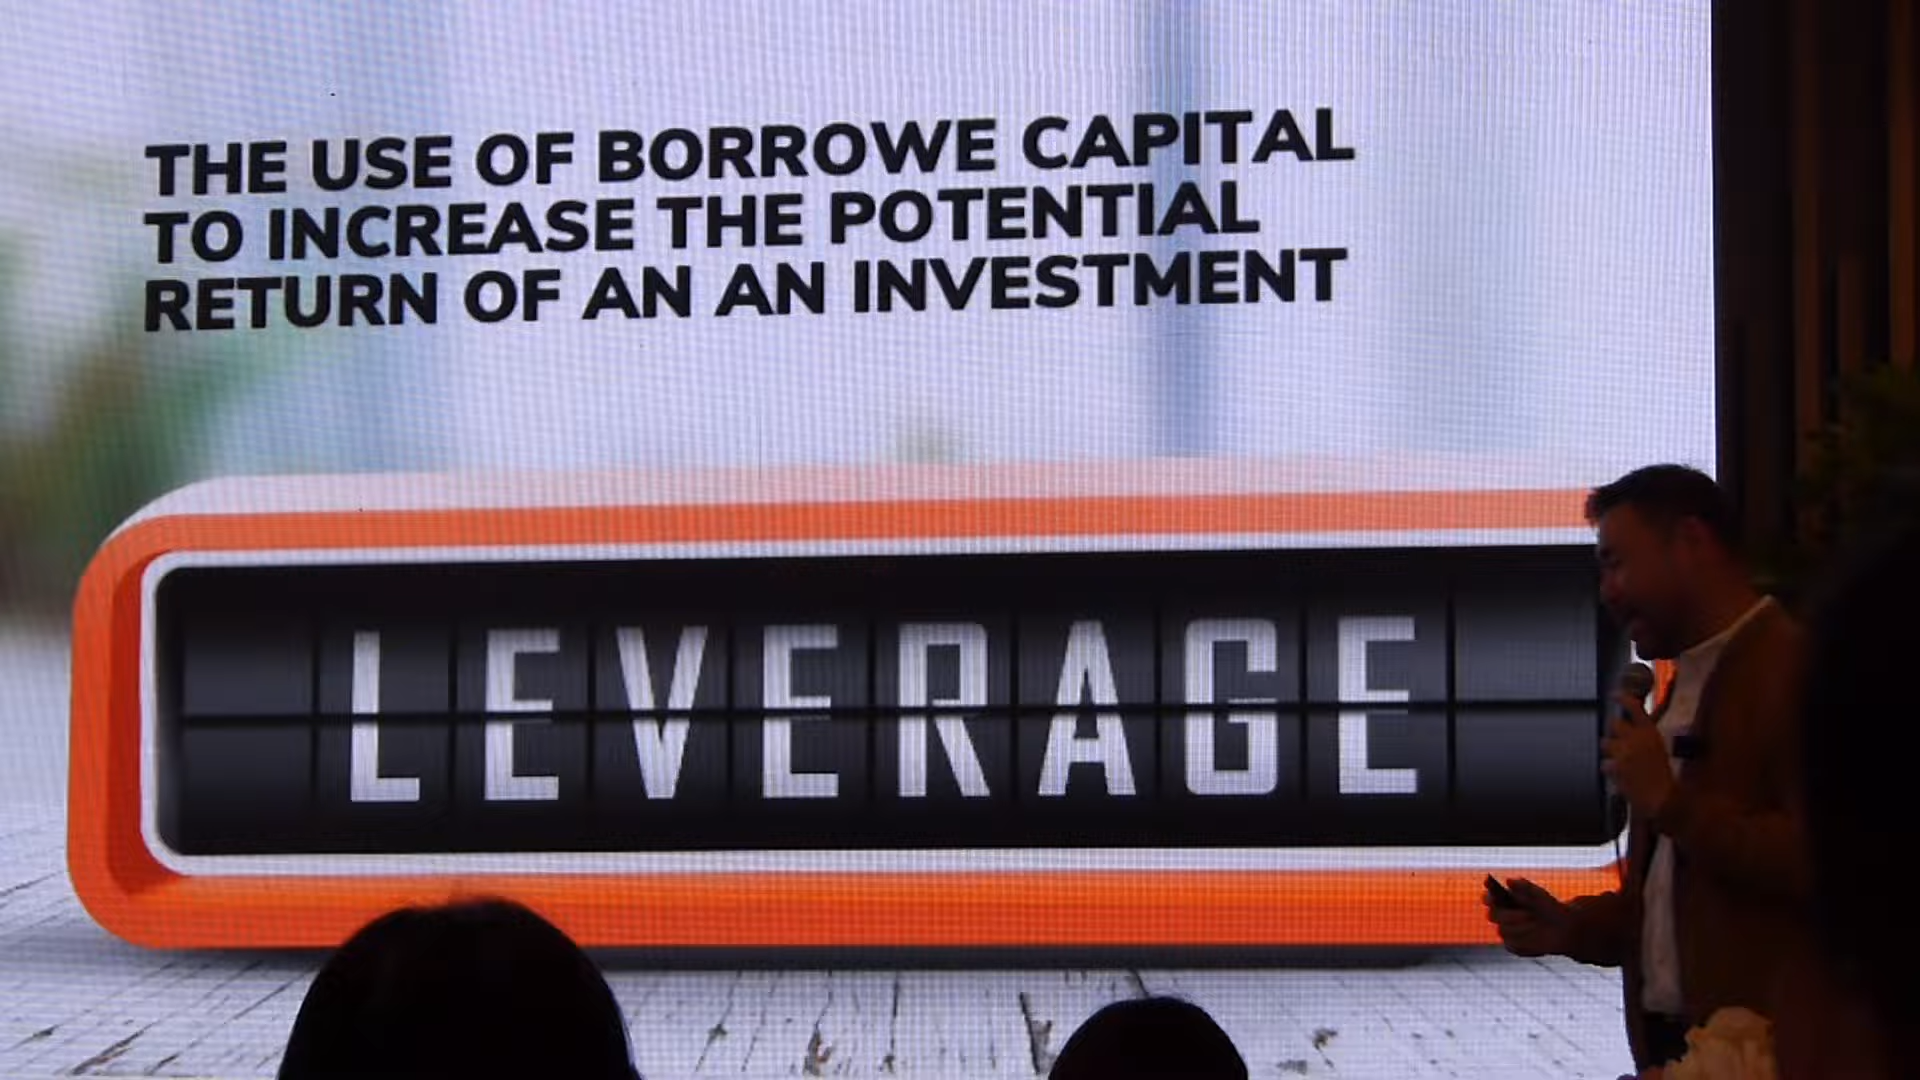 THE USE OF BORROWE CAPITAL
TO INCREASE THE POTENTIAL
RETURN OF AN AN INVESTMENT
LEVERAGE